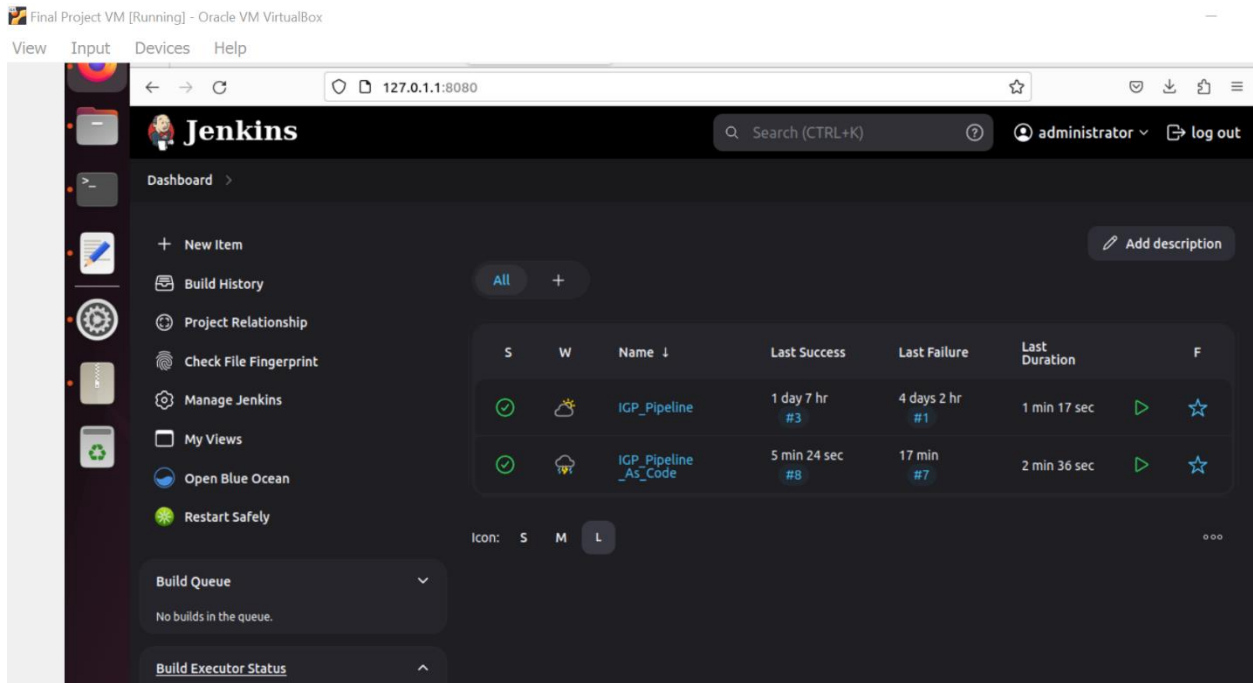 Final Project VM [Running] - Oracle VM VirtualBox
View Input Devices Help
127.0.1.1:8080
Jenkins
Search (CTRL+K)
administrator
log out
Dashboard
New Item
Add description
Build History
All +
Project Relationship
Check File Fingerprint
S W Name ↓ Last Success Last Failure Last Duration F
Manage Jenkins
IGP_Pipeline 1 day 7 hr #3 4 days 2 hr #1 1 min 17 sec
My Views
IGP_Pipeline_As_Code 5 min 24 sec #8 17 min #7 2 min 36 sec
Open Blue Ocean
Restart Safely
Icon: S M L
Build Queue
No builds in the queue.
Build Executor Status